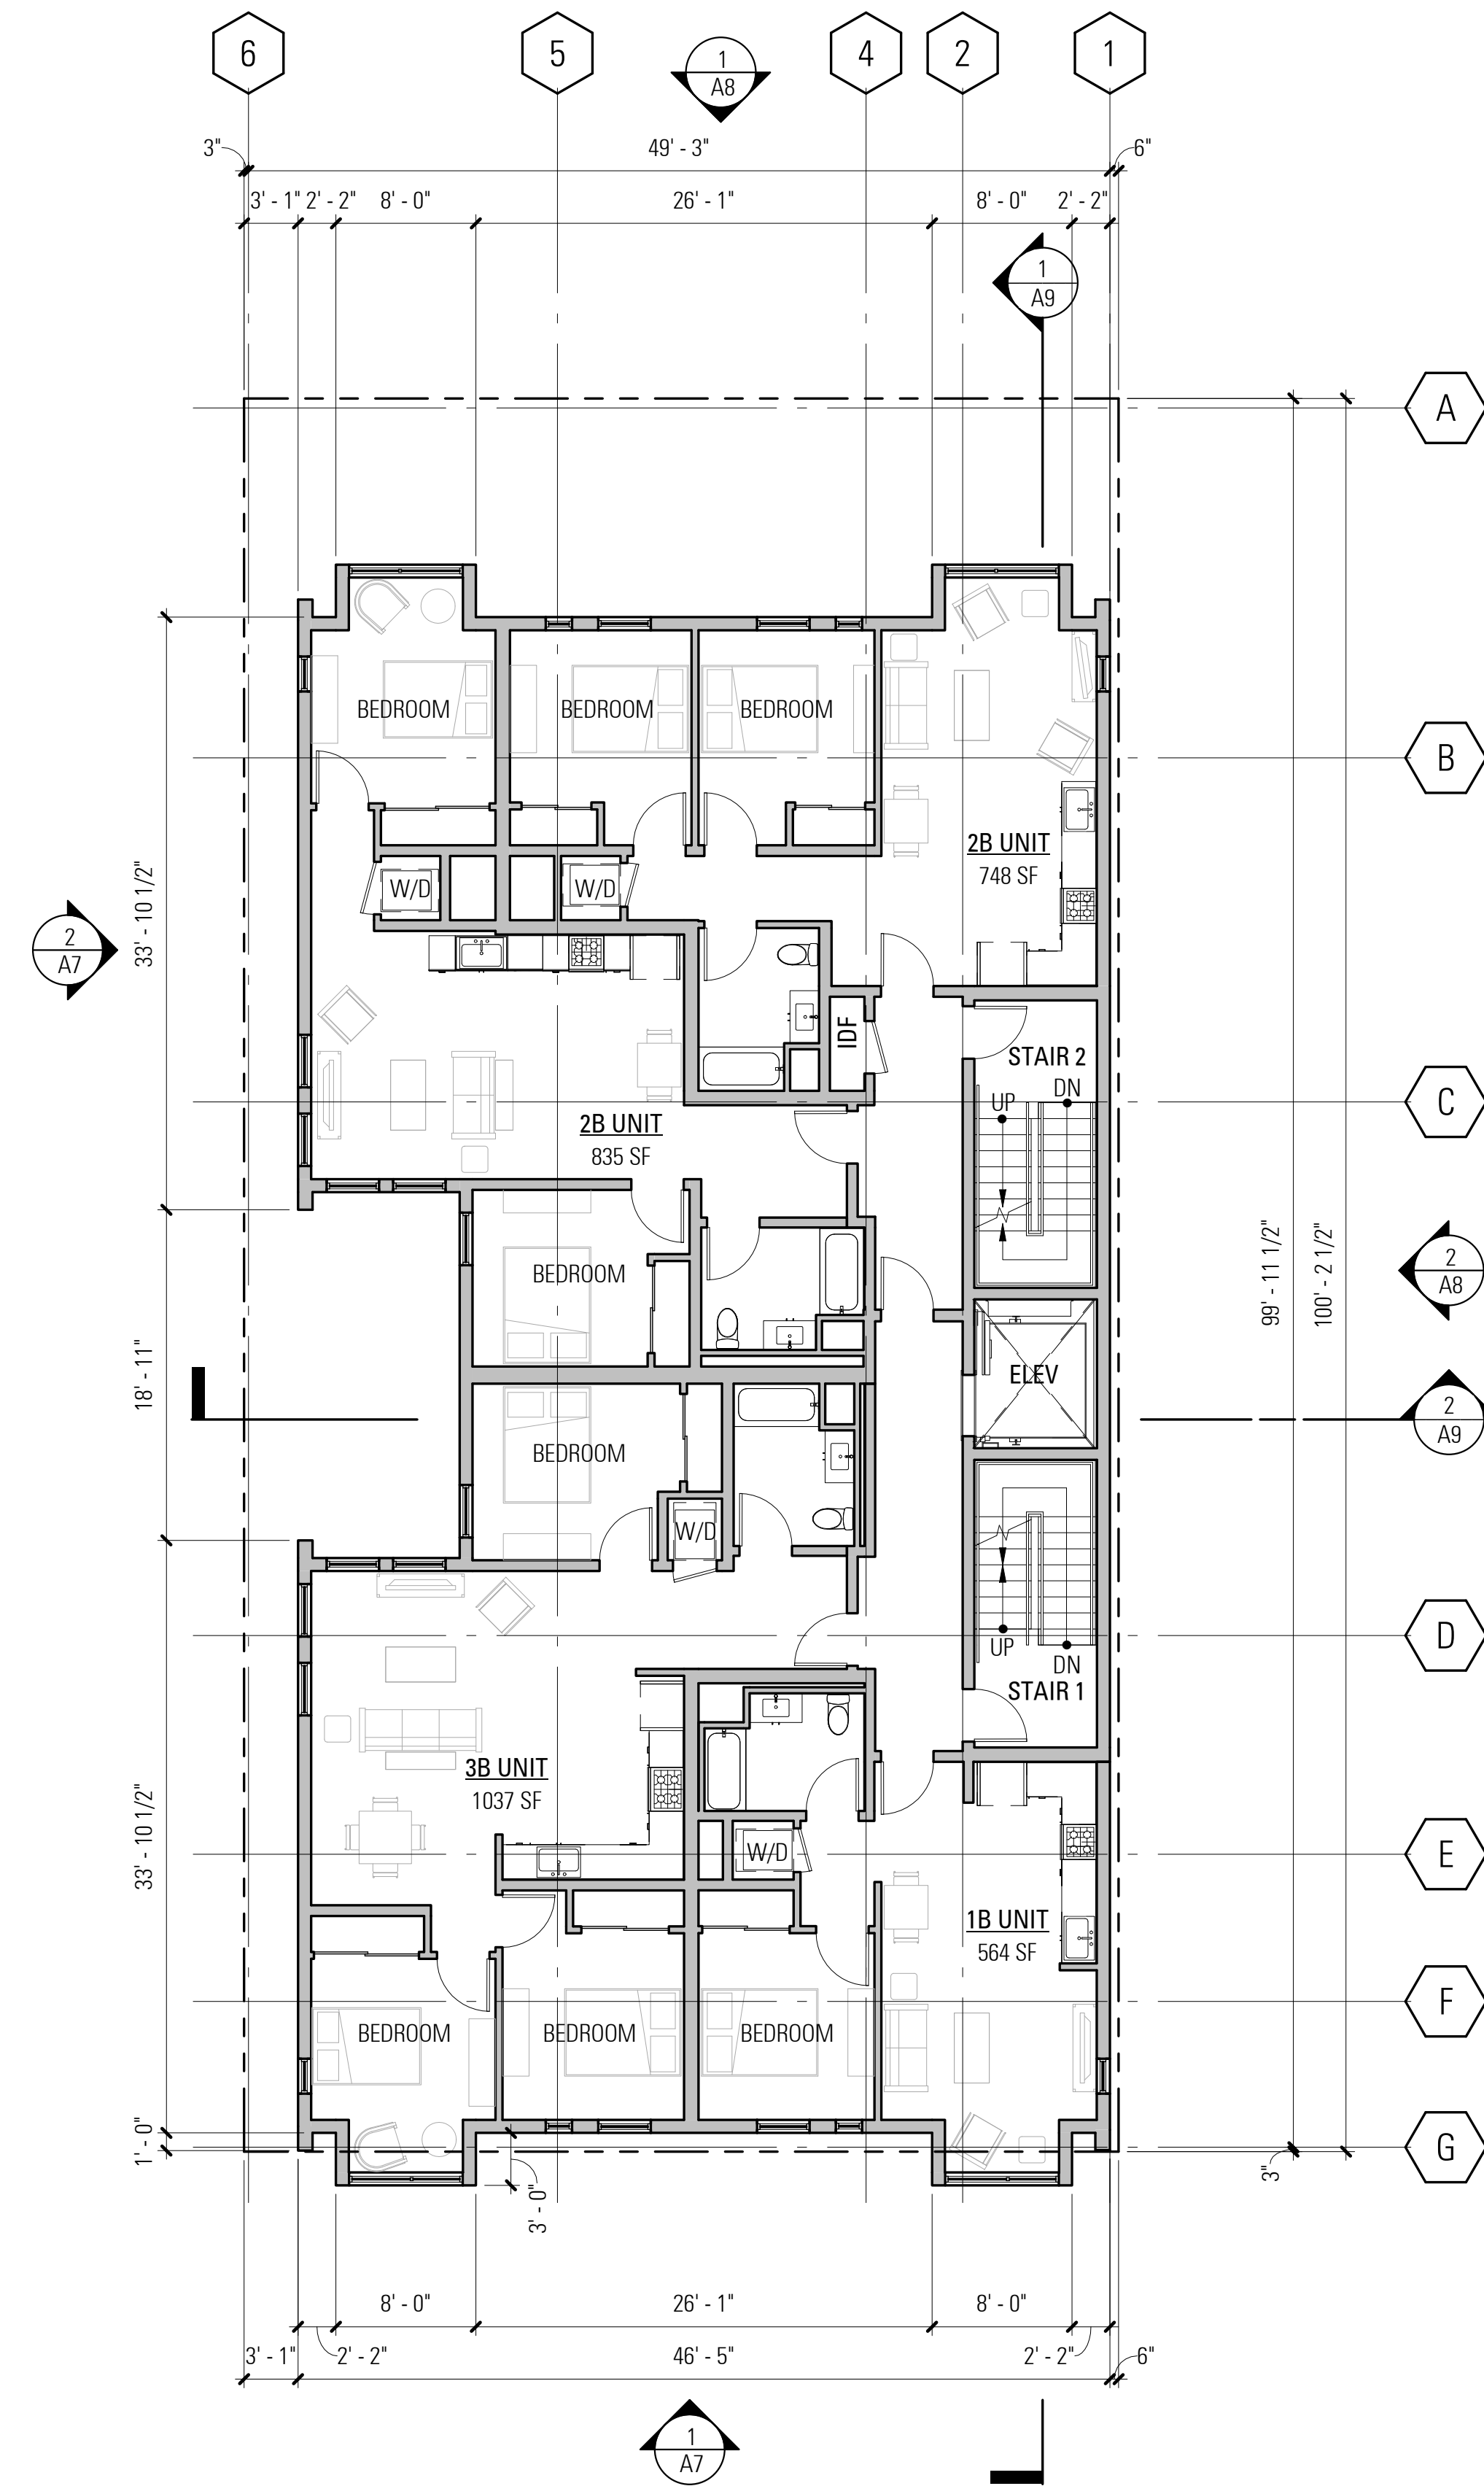 6
5
4
2
1
1
A8
3"
49' - 3"
6"
3' - 1"
2' - 2"
8' - 0"
26' - 1"
8' - 0"
2' - 2"
1
A9
A
BEDROOM
BEDROOM
BEDROOM
B
2B UNIT
748 SF
W/D
W/D
33' - 10 1/2"
2
A7
IDF
STAIR 2
DN
UP
C
2B UNIT
835 SF
BEDROOM
99' - 11 1/2"
100' - 2 1/2"
2
A8
18' - 11"
ELEV
2
A9
BEDROOM
W/D
UP
DN
STAIR 1
D
3B UNIT
1037 SF
33' - 10 1/2"
W/D
E
1B UNIT
564 SF
F
BEDROOM
BEDROOM
BEDROOM
1' - 0"
G
3"
3' - 0"
8' - 0"
26' - 1"
8' - 0"
3' - 1"
2' - 2"
46' - 5"
2' - 2"
6"
1
A7